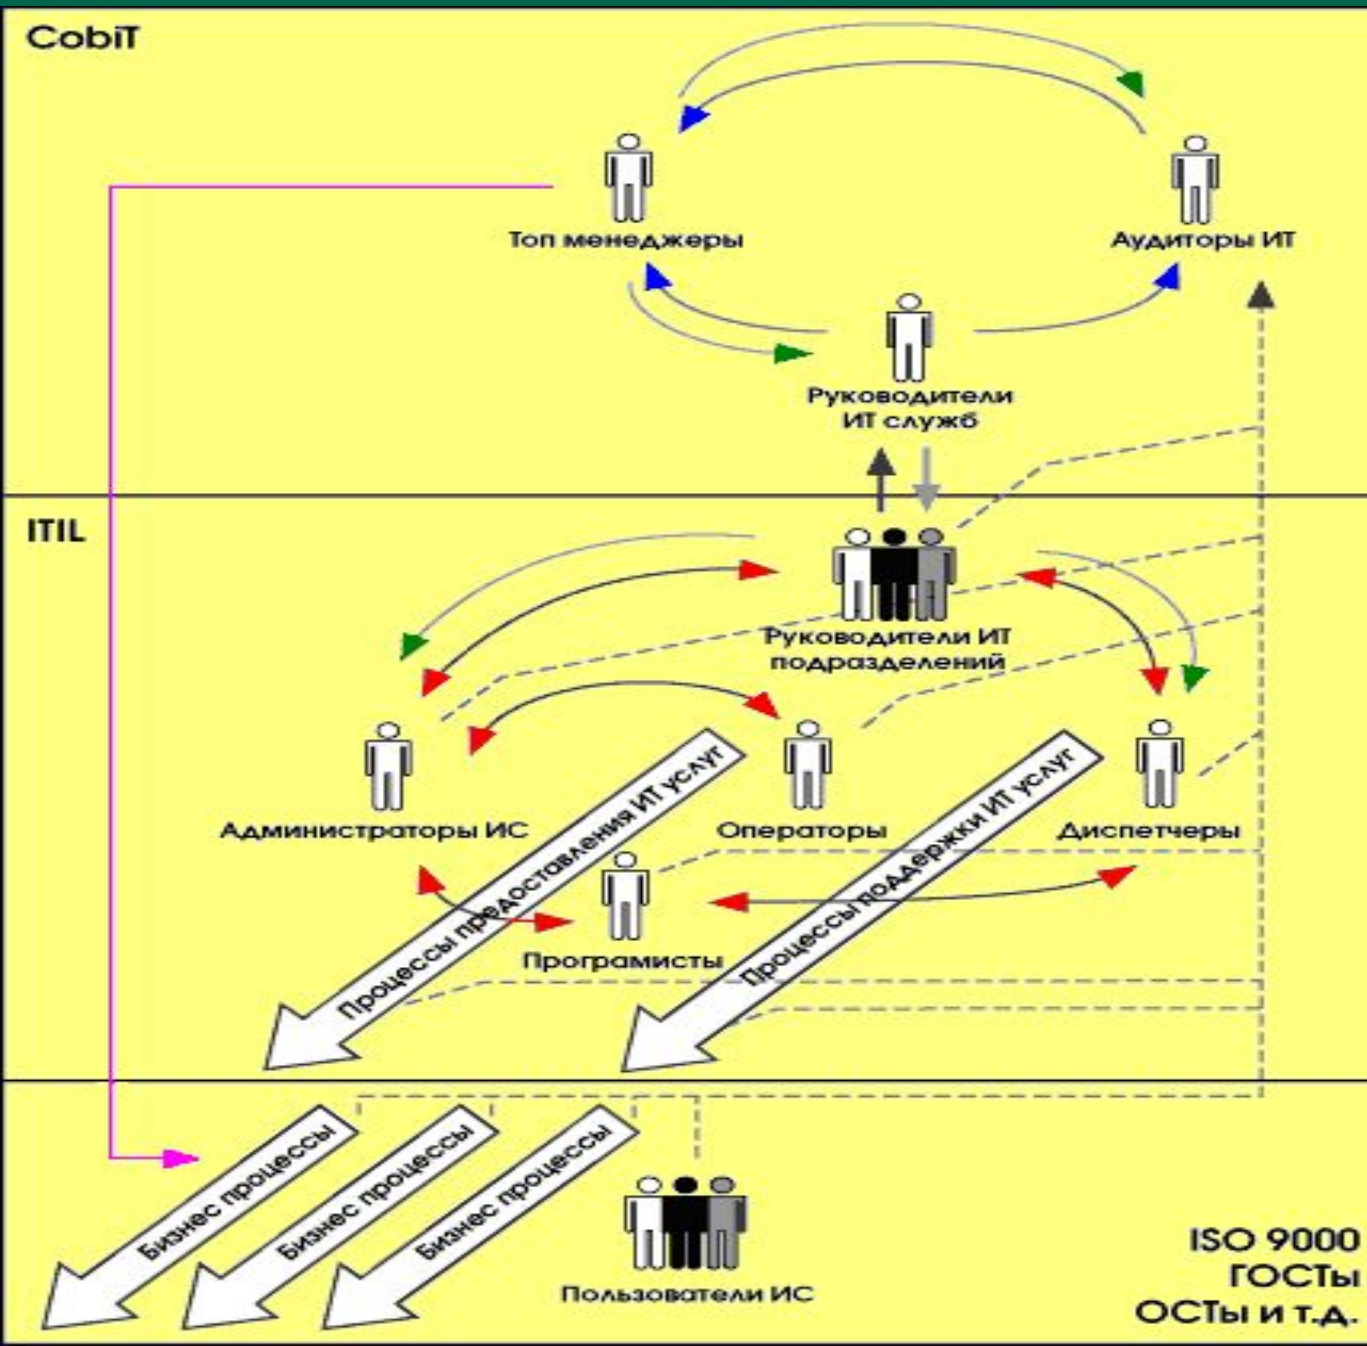 CobiT
Топ менеджеры
Аудиторы ИТ
Руководители
ИТ служб
ITIL
Руководители ИТ
подразделений
Администраторы ИС
Операторы
Диспетчеры
Процессы предоставления ИТ услуг
Процессы поддержки ИТ услуг
Програмисты
Бизнес процессы
Бизнес процессы
Бизнес процессы
Пользователи ИС
ISO 9000
ГОСТы
ОСТы и т.д.